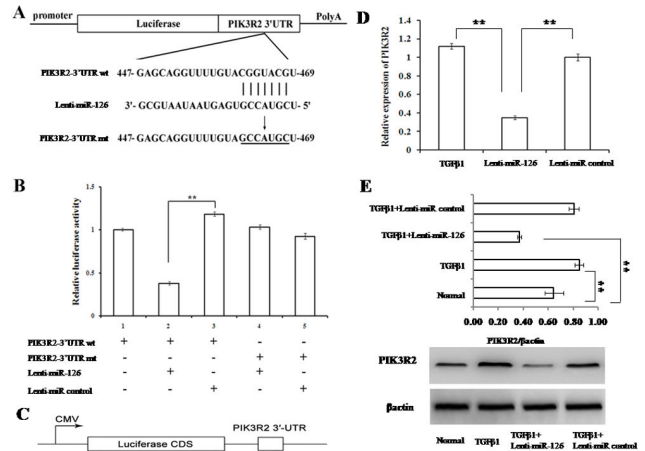 A
promoter
Luciferase
PIK3R2 3'UTR
PolyA
PIK3R2-3'UTR wt 447- GAGCAGGUUUUGUACGGUACGU-469
Lenti-miR-126 3'- GCGUAAUAAUGAGUGCCAUGCU- 5'
PIK3R2-3'UTR mt 447- GAGCAGGUUUUGUAGCCAUGCU-469
B
Relative luciferase activity
1.5
1
0.5
0
**
1 2 3 4 5
PIK3R2-3'UTR wt + + + - -
PIK3R2-3'UTR mt - - - + +
Lenti-miR-126 - + - + -
Lenti-miR control - - + - +
C
CMV
Luciferase CDS
PIK3R2 3'-UTR
D
Relative expression of PIK3R2
1.4
1.2
1
0.8
0.6
0.4
0.2
0
** **
TGFβ1 Lenti-miR-126 Lenti-miR control
E
TGFβ1+Lenti-miR control
TGFβ1+Lenti-miR-126
TGFβ1
Normal
**
**
0.00 0.20 0.40 0.60 0.80 1.00
PIK3R2/βactin
PIK3R2
βactin
Normal TGFβ1 TGFβ1+ TGFβ1+
Lenti-miR-126 Lenti-miR control